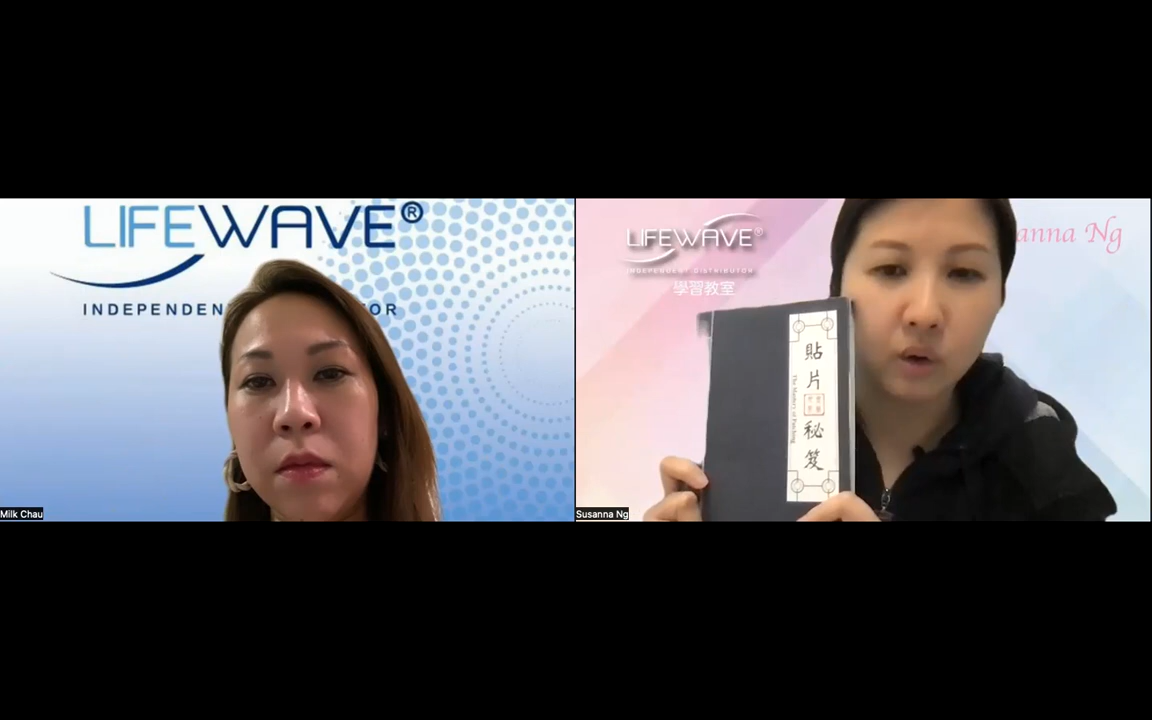 LIFEWAVE®
INDEPENDEN
OR
Milk Chau
LIFEWAVE®
INDEPENDENT DISTRIBUTOR
學習教室
anna Ng
貼片
秘笈
The Mastery of Patching
Susanna Ng